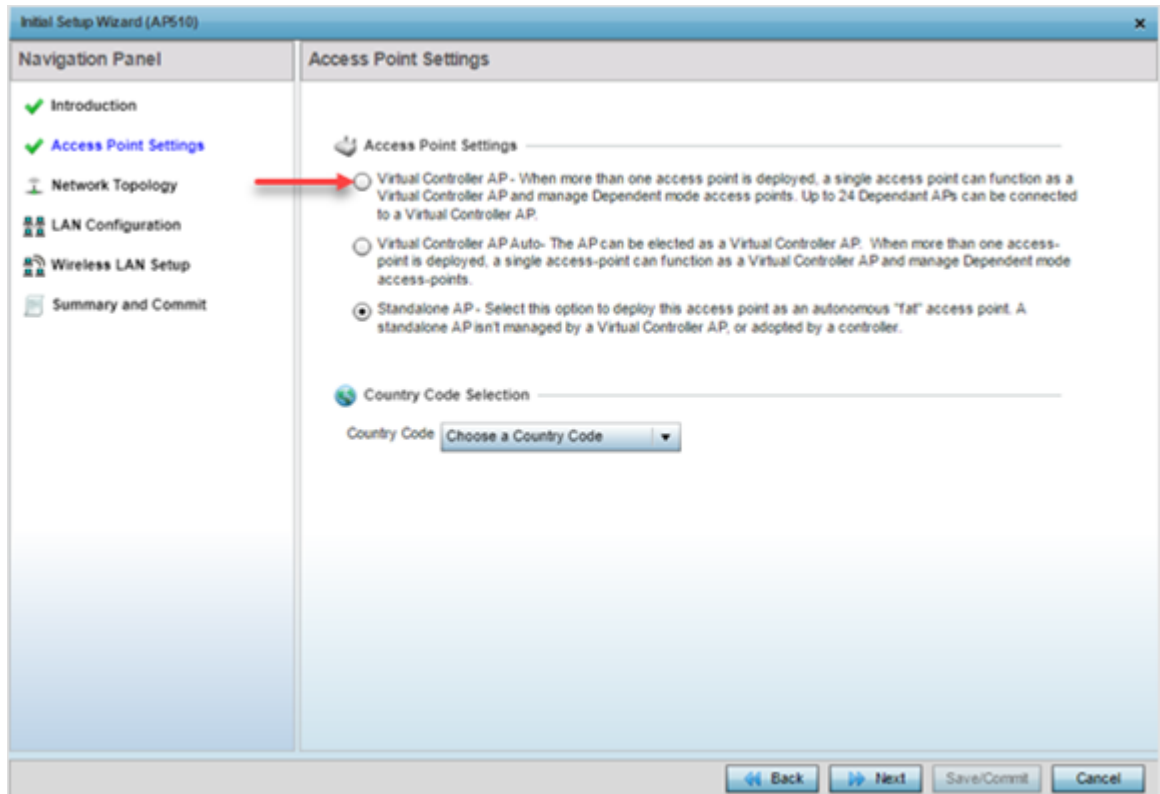 Initial Setup Wizard (AP510)
Navigation Panel
Introduction
Access Point Settings
Network Topology
LAN Configuration
Wireless LAN Setup
Summary and Commit
Access Point Settings
Access Point Settings
Virtual Controller AP - When more than one access point is deployed, a single access point can function as a
Virtual Controller AP and manage Dependent mode access points. Up to 24 Dependant APs can be connected
to a Virtual Controller AP.
Virtual Controller AP Auto- The AP can be elected as a Virtual Controller AP. When more than one access-
point is deployed, a single access-point can function as a Virtual Controller AP and manage Dependent mode
access-points.
Standalone AP - Select this option to deploy this access point as an autonomous "fat" access point. A
standalone AP isn't managed by a Virtual Controller AP, or adopted by a controller.
Country Code Selection
Country Code Choose a Country Code
Back Next Save/Commit Cancel